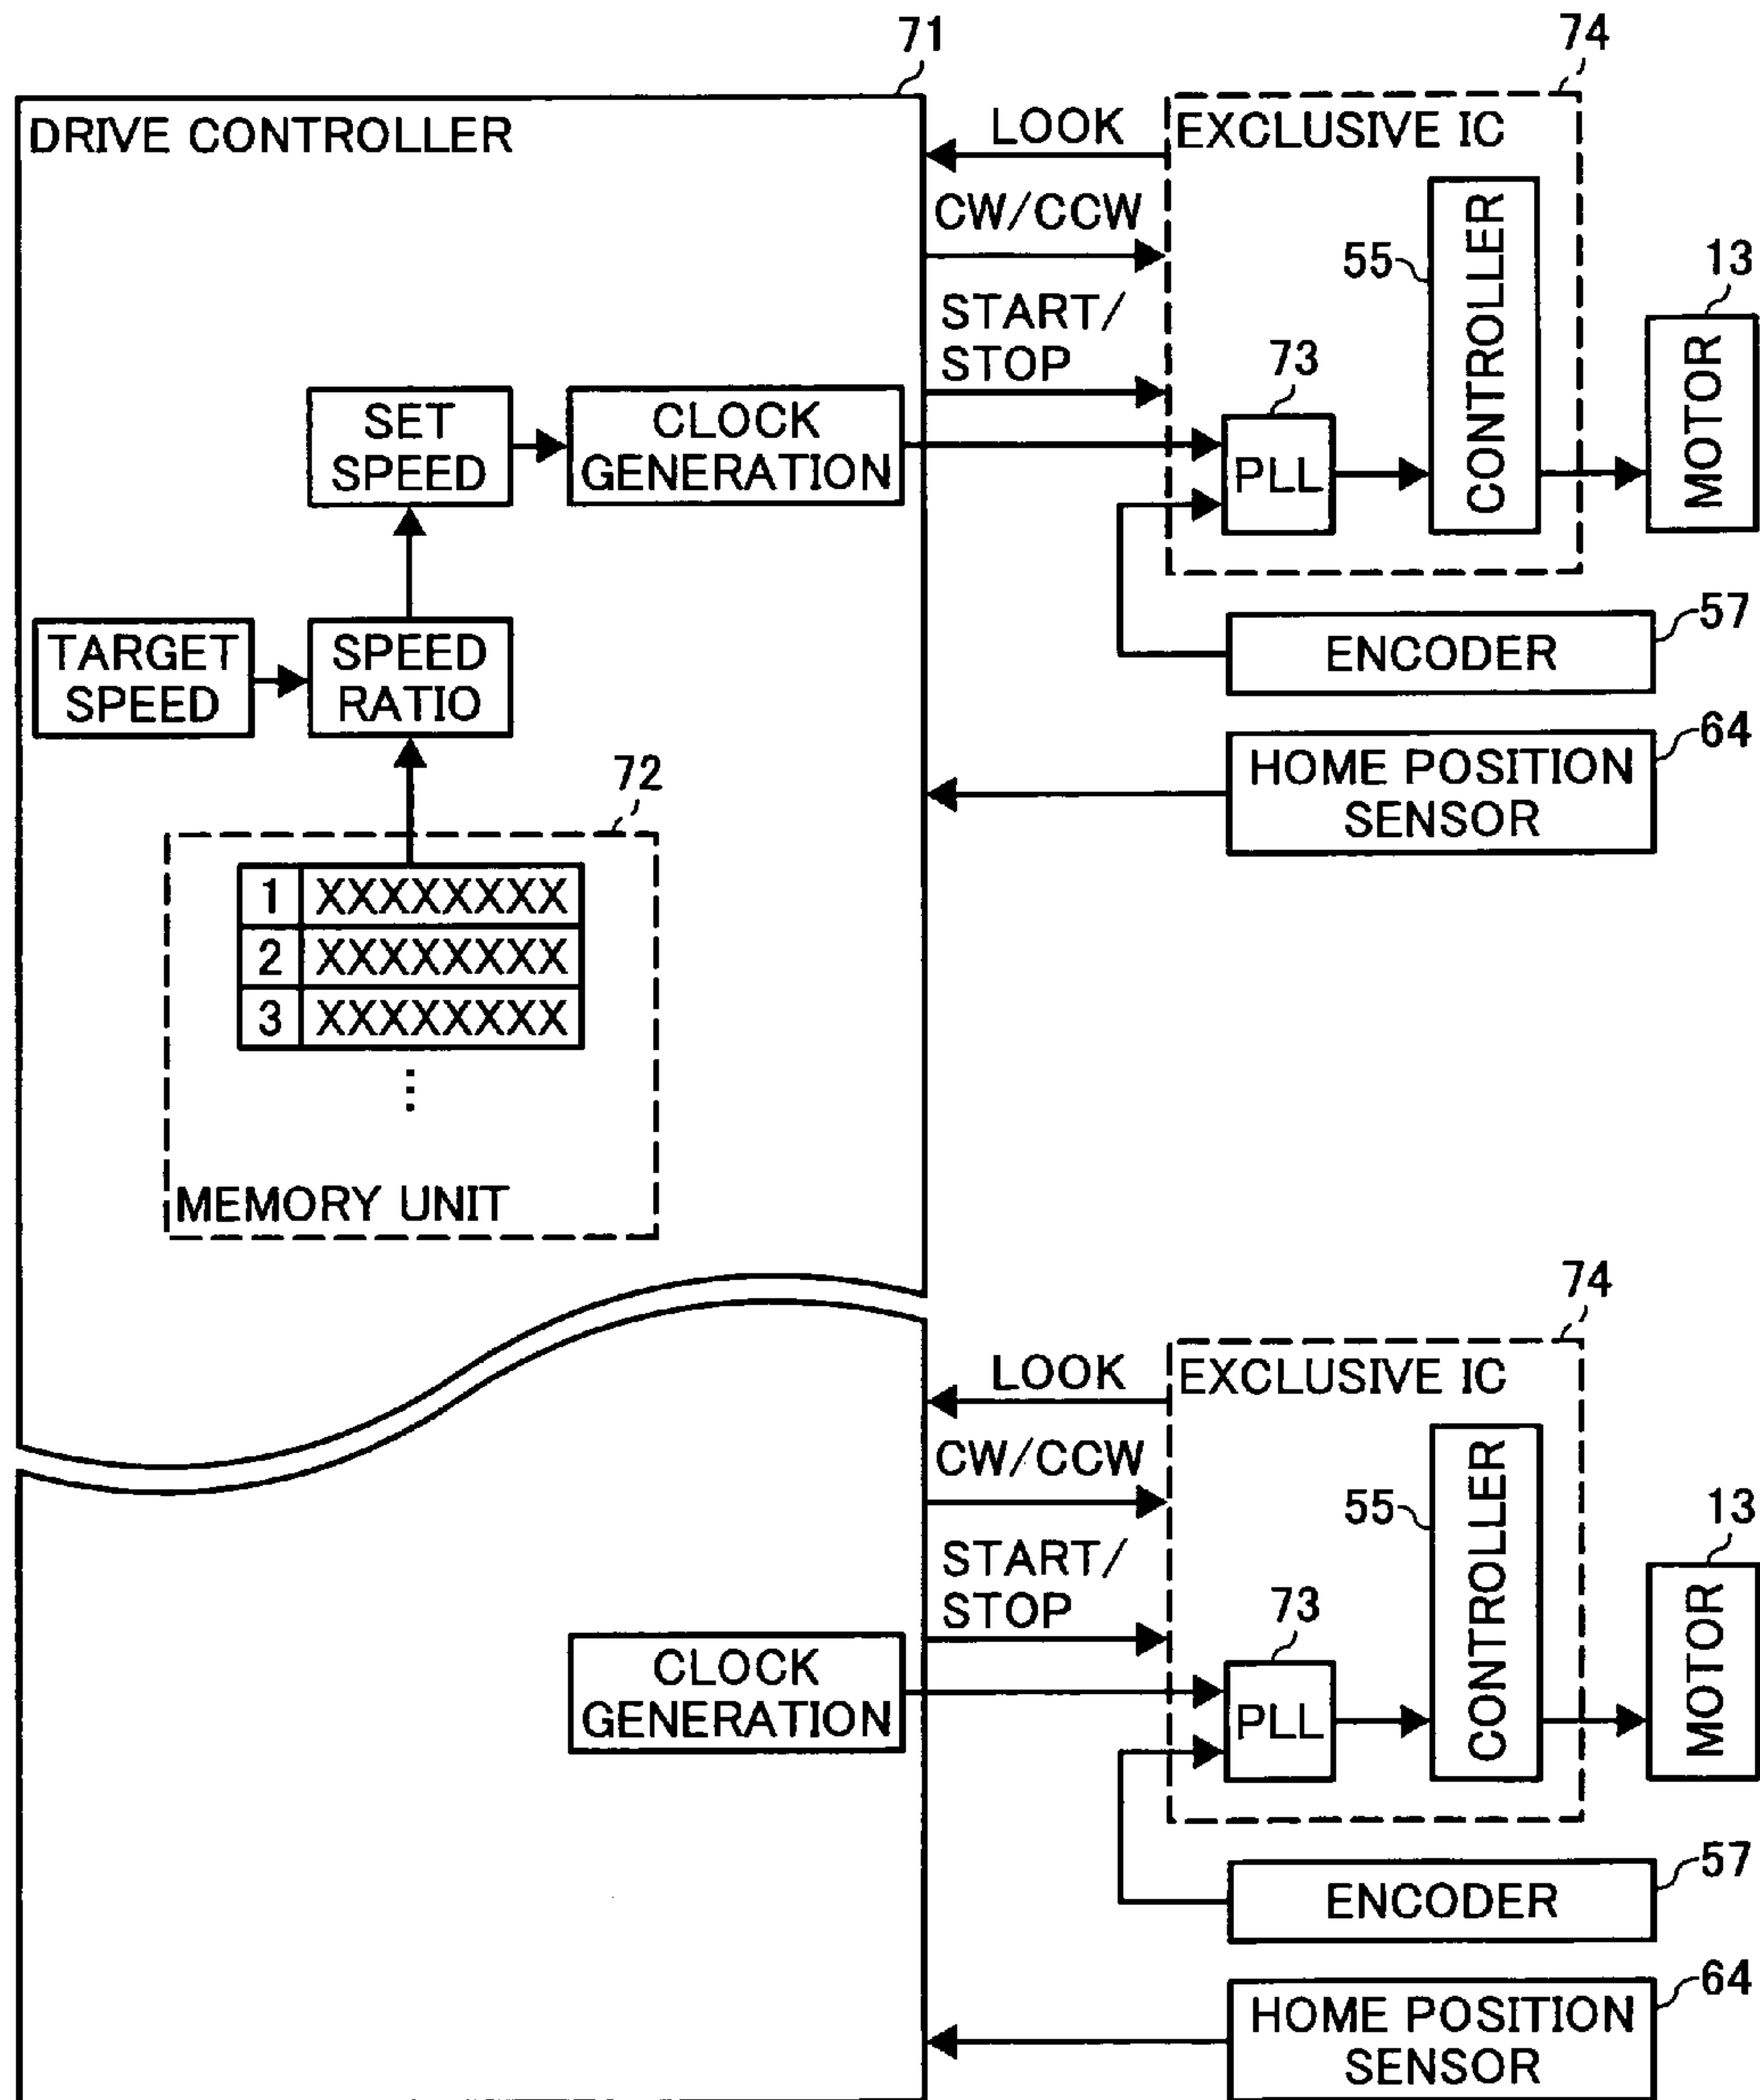 71
74
DRIVE CONTROLLER
LOOK
EXCLUSIVE IC
CW/CCW
55
CONTROLLER
13
MOTOR
START/
STOP
73
SET
SPEED
CLOCK
GENERATION
PLL
57
TARGET
SPEED
SPEED
RATIO
ENCODER
64
72
HOME POSITION
SENSOR
1 XXXXXXXX
2 XXXXXXXX
3 XXXXXXXX
⋮
MEMORY UNIT
74
LOOK
EXCLUSIVE IC
CW/CCW
55
CONTROLLER
13
MOTOR
START/
STOP
73
CLOCK
GENERATION
PLL
57
ENCODER
64
HOME POSITION
SENSOR